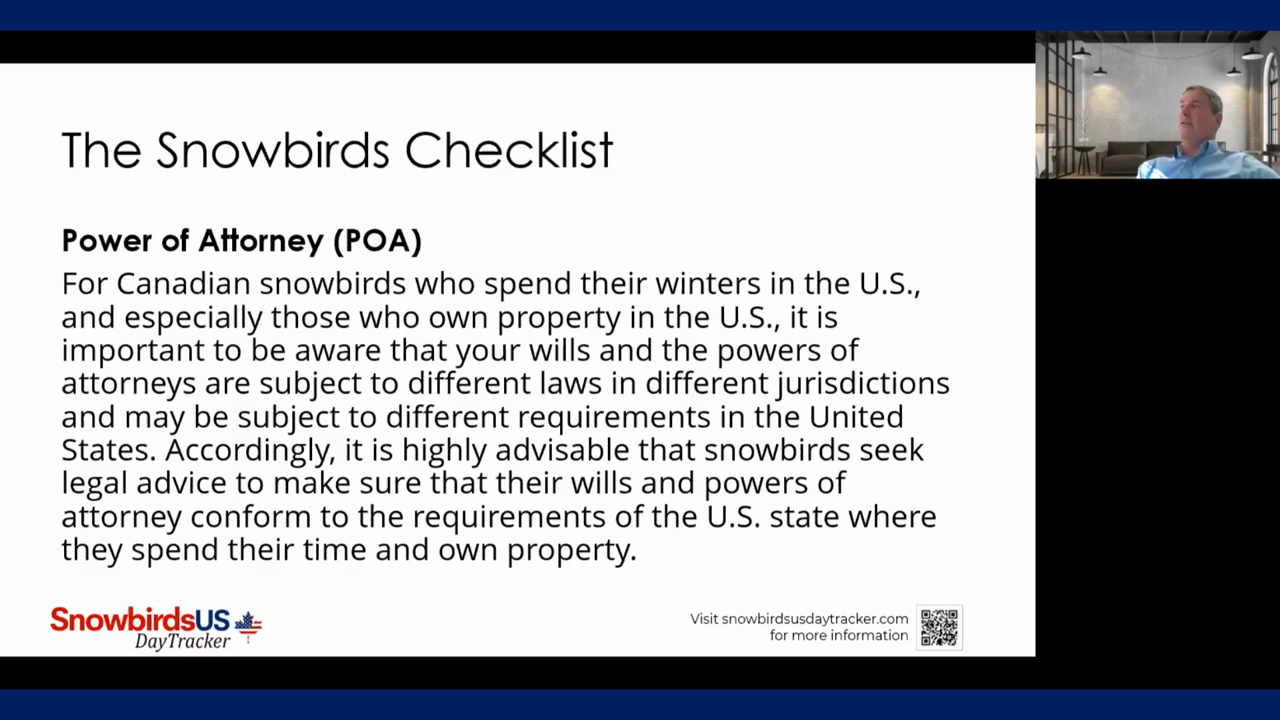 The Snowbirds Checklist
Power of Attorney (POA)
For Canadian snowbirds who spend their winters in the U.S.,
and especially those who own property in the U.S., it is
important to be aware that your wills and the powers of
attorneys are subject to different laws in different jurisdictions
and may be subject to different requirements in the United
States. Accordingly, it is highly advisable that snowbirds seek
legal advice to make sure that their wills and powers of
attorney conform to the requirements of the U.S. state where
they spend their time and own property.
SnowbirdsUS
DayTracker
Visit snowbirdsusdaytracker.com
for more information